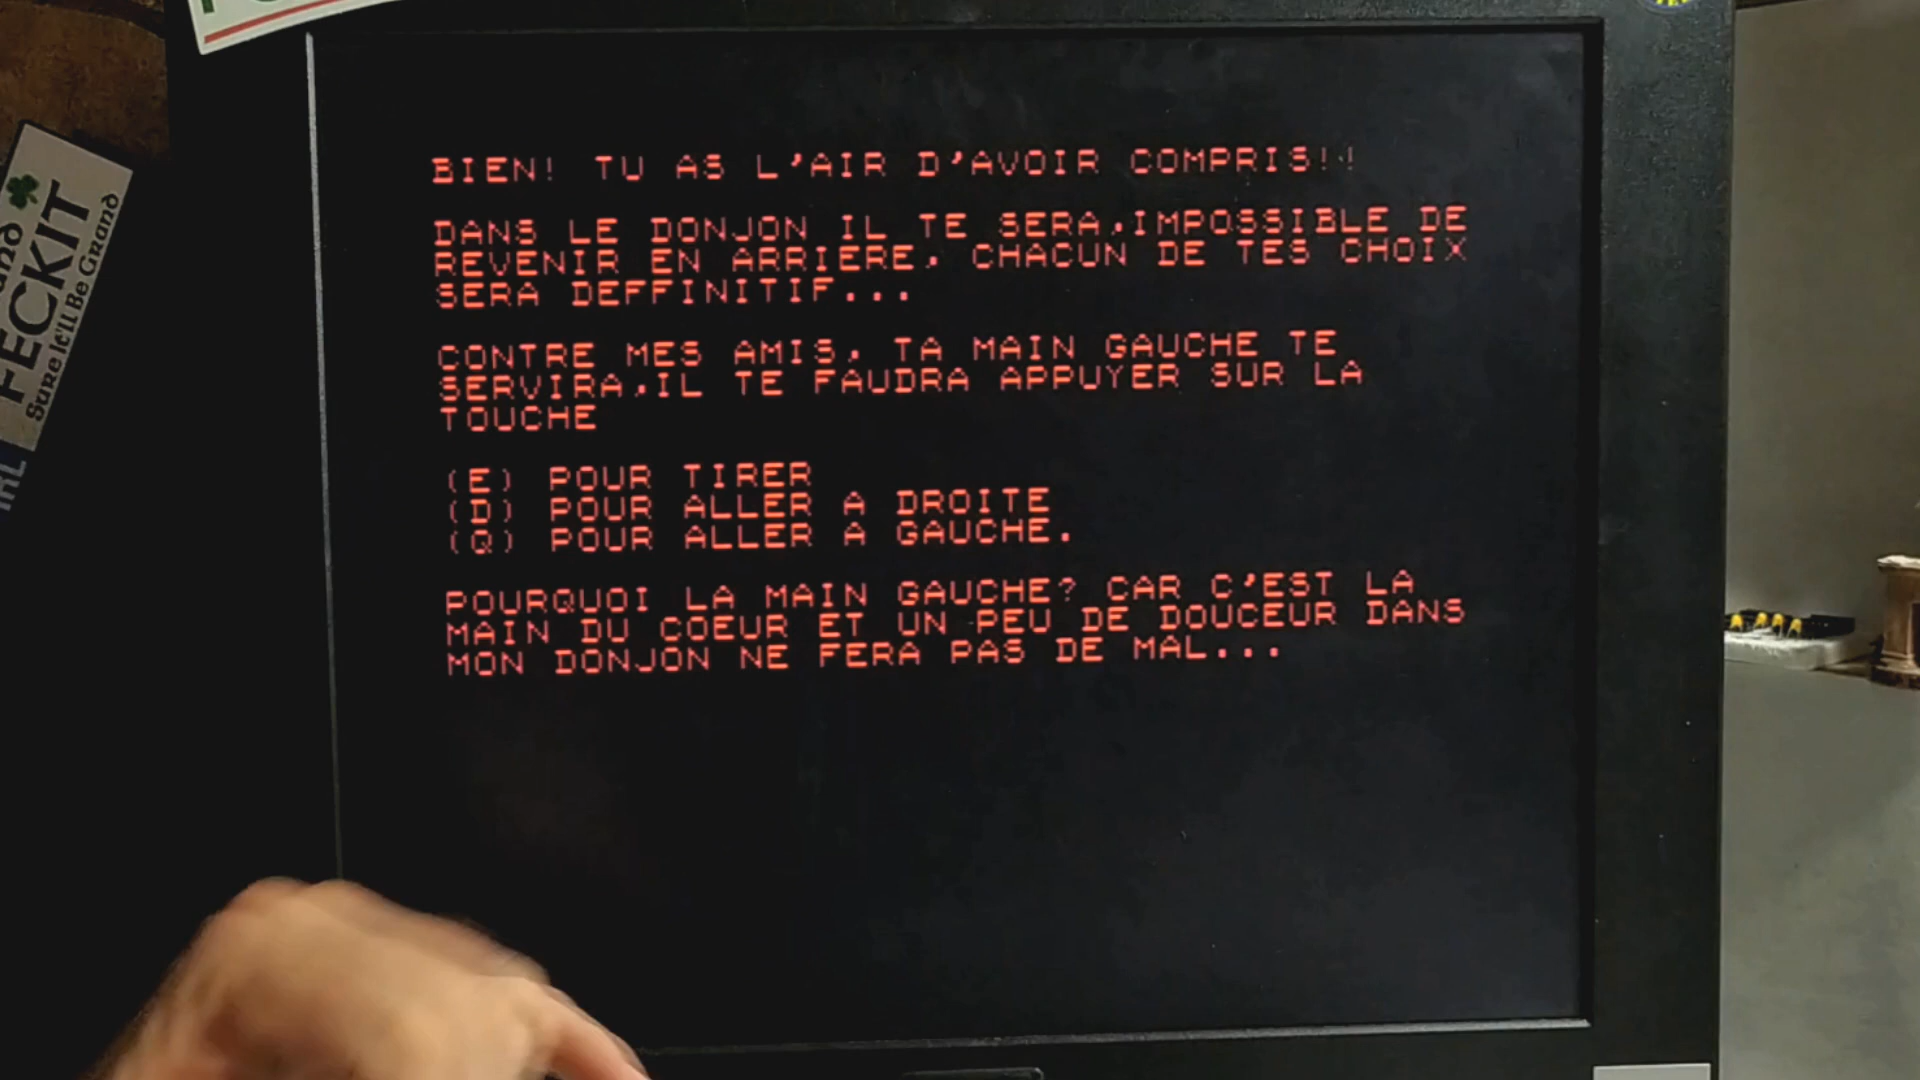 BIEN! TU AS L'AIR D'AVOIR COMPRIS!!
DANS LE DONJON IL TE SERA,IMPOSSIBLE DE
REVENIR EN ARRIERE, CHACUN DE TES CHOIX
SERA DEFFINITIF...
CONTRE MES AMIS, TA MAIN GAUCHE TE
SERVIRA,IL TE FAUDRA APPUYER SUR LA
TOUCHE
(E) POUR TIRER
(D) POUR ALLER A DROITE
(Q) POUR ALLER A GAUCHE.
POURQUOI LA MAIN GAUCHE? CAR C'EST LA
MAIN DU COEUR ET UN PEU DE DOUCEUR DANS
MON DONJON NE FERA PAS DE MAL...
FECKIT
Sure It'll Be Grand